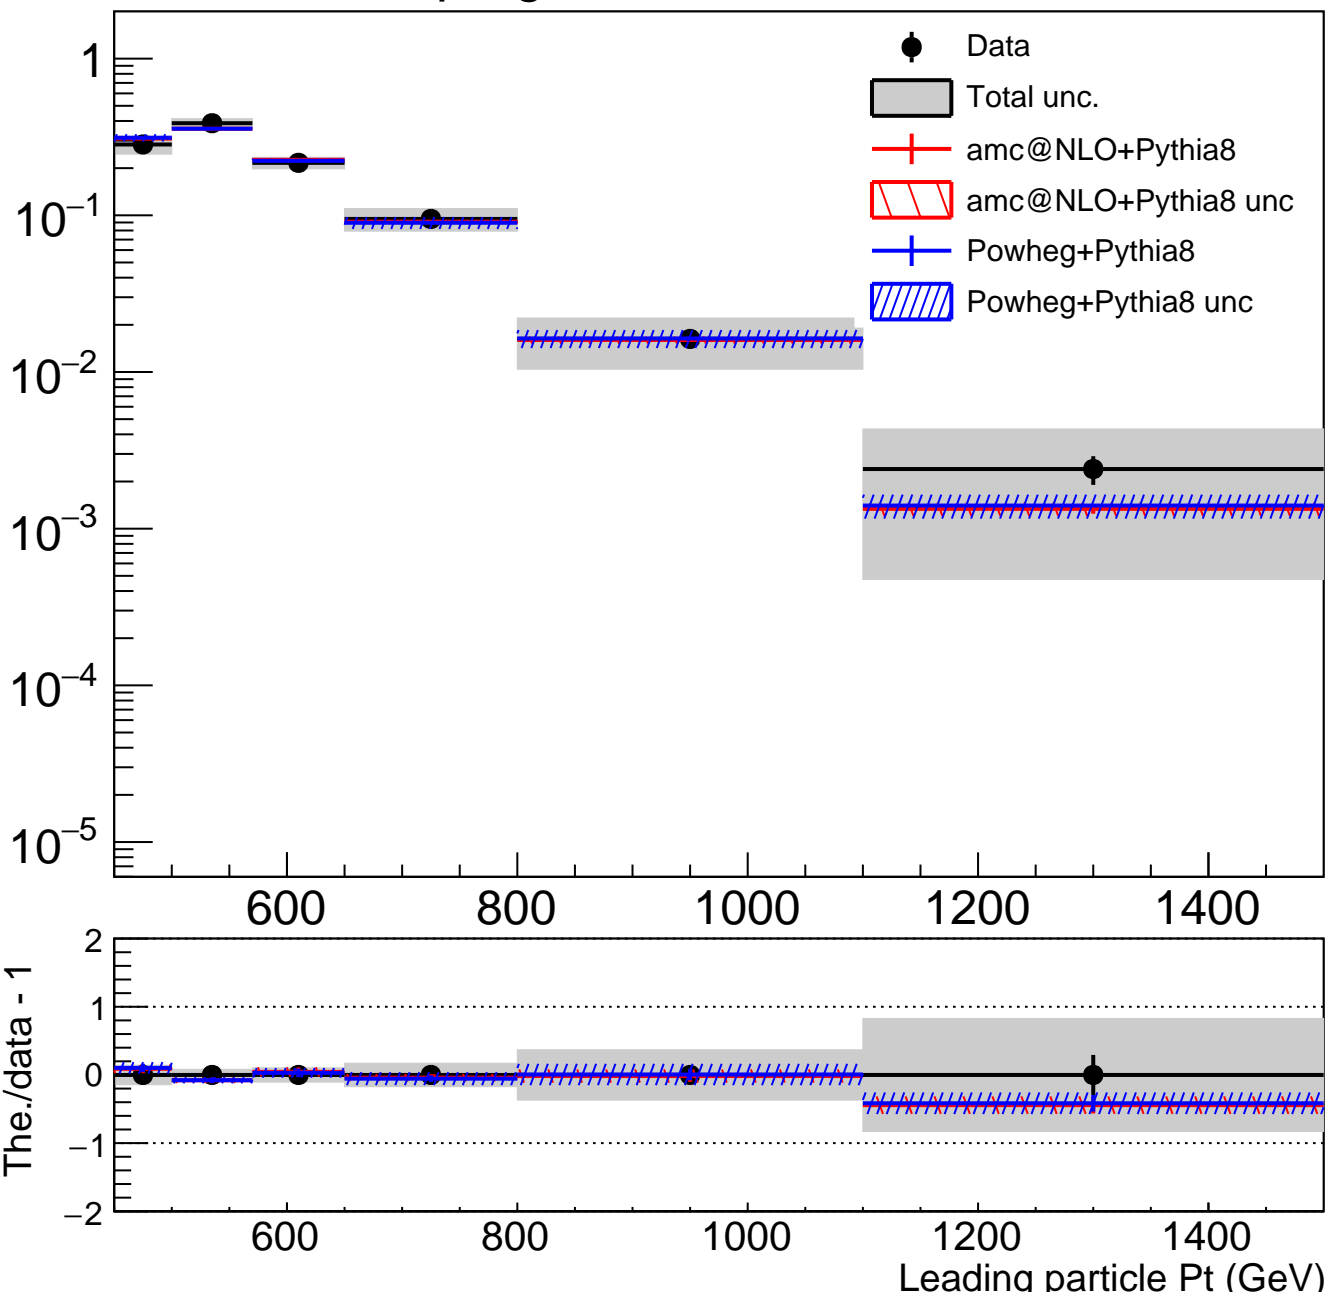 Data
Total unc.
amc@NLO+Pythia8
amc@NLO+Pythia8 unc
Powheg+Pythia8
Powheg+Pythia8 unc
1
10−1
10−2
10−3
10−4
10−5
600 800 1000 1200 1400
The./data - 1
2
1
0
−1
−2
600 800 1000 1200 1400
Leading particle Pt (GeV)